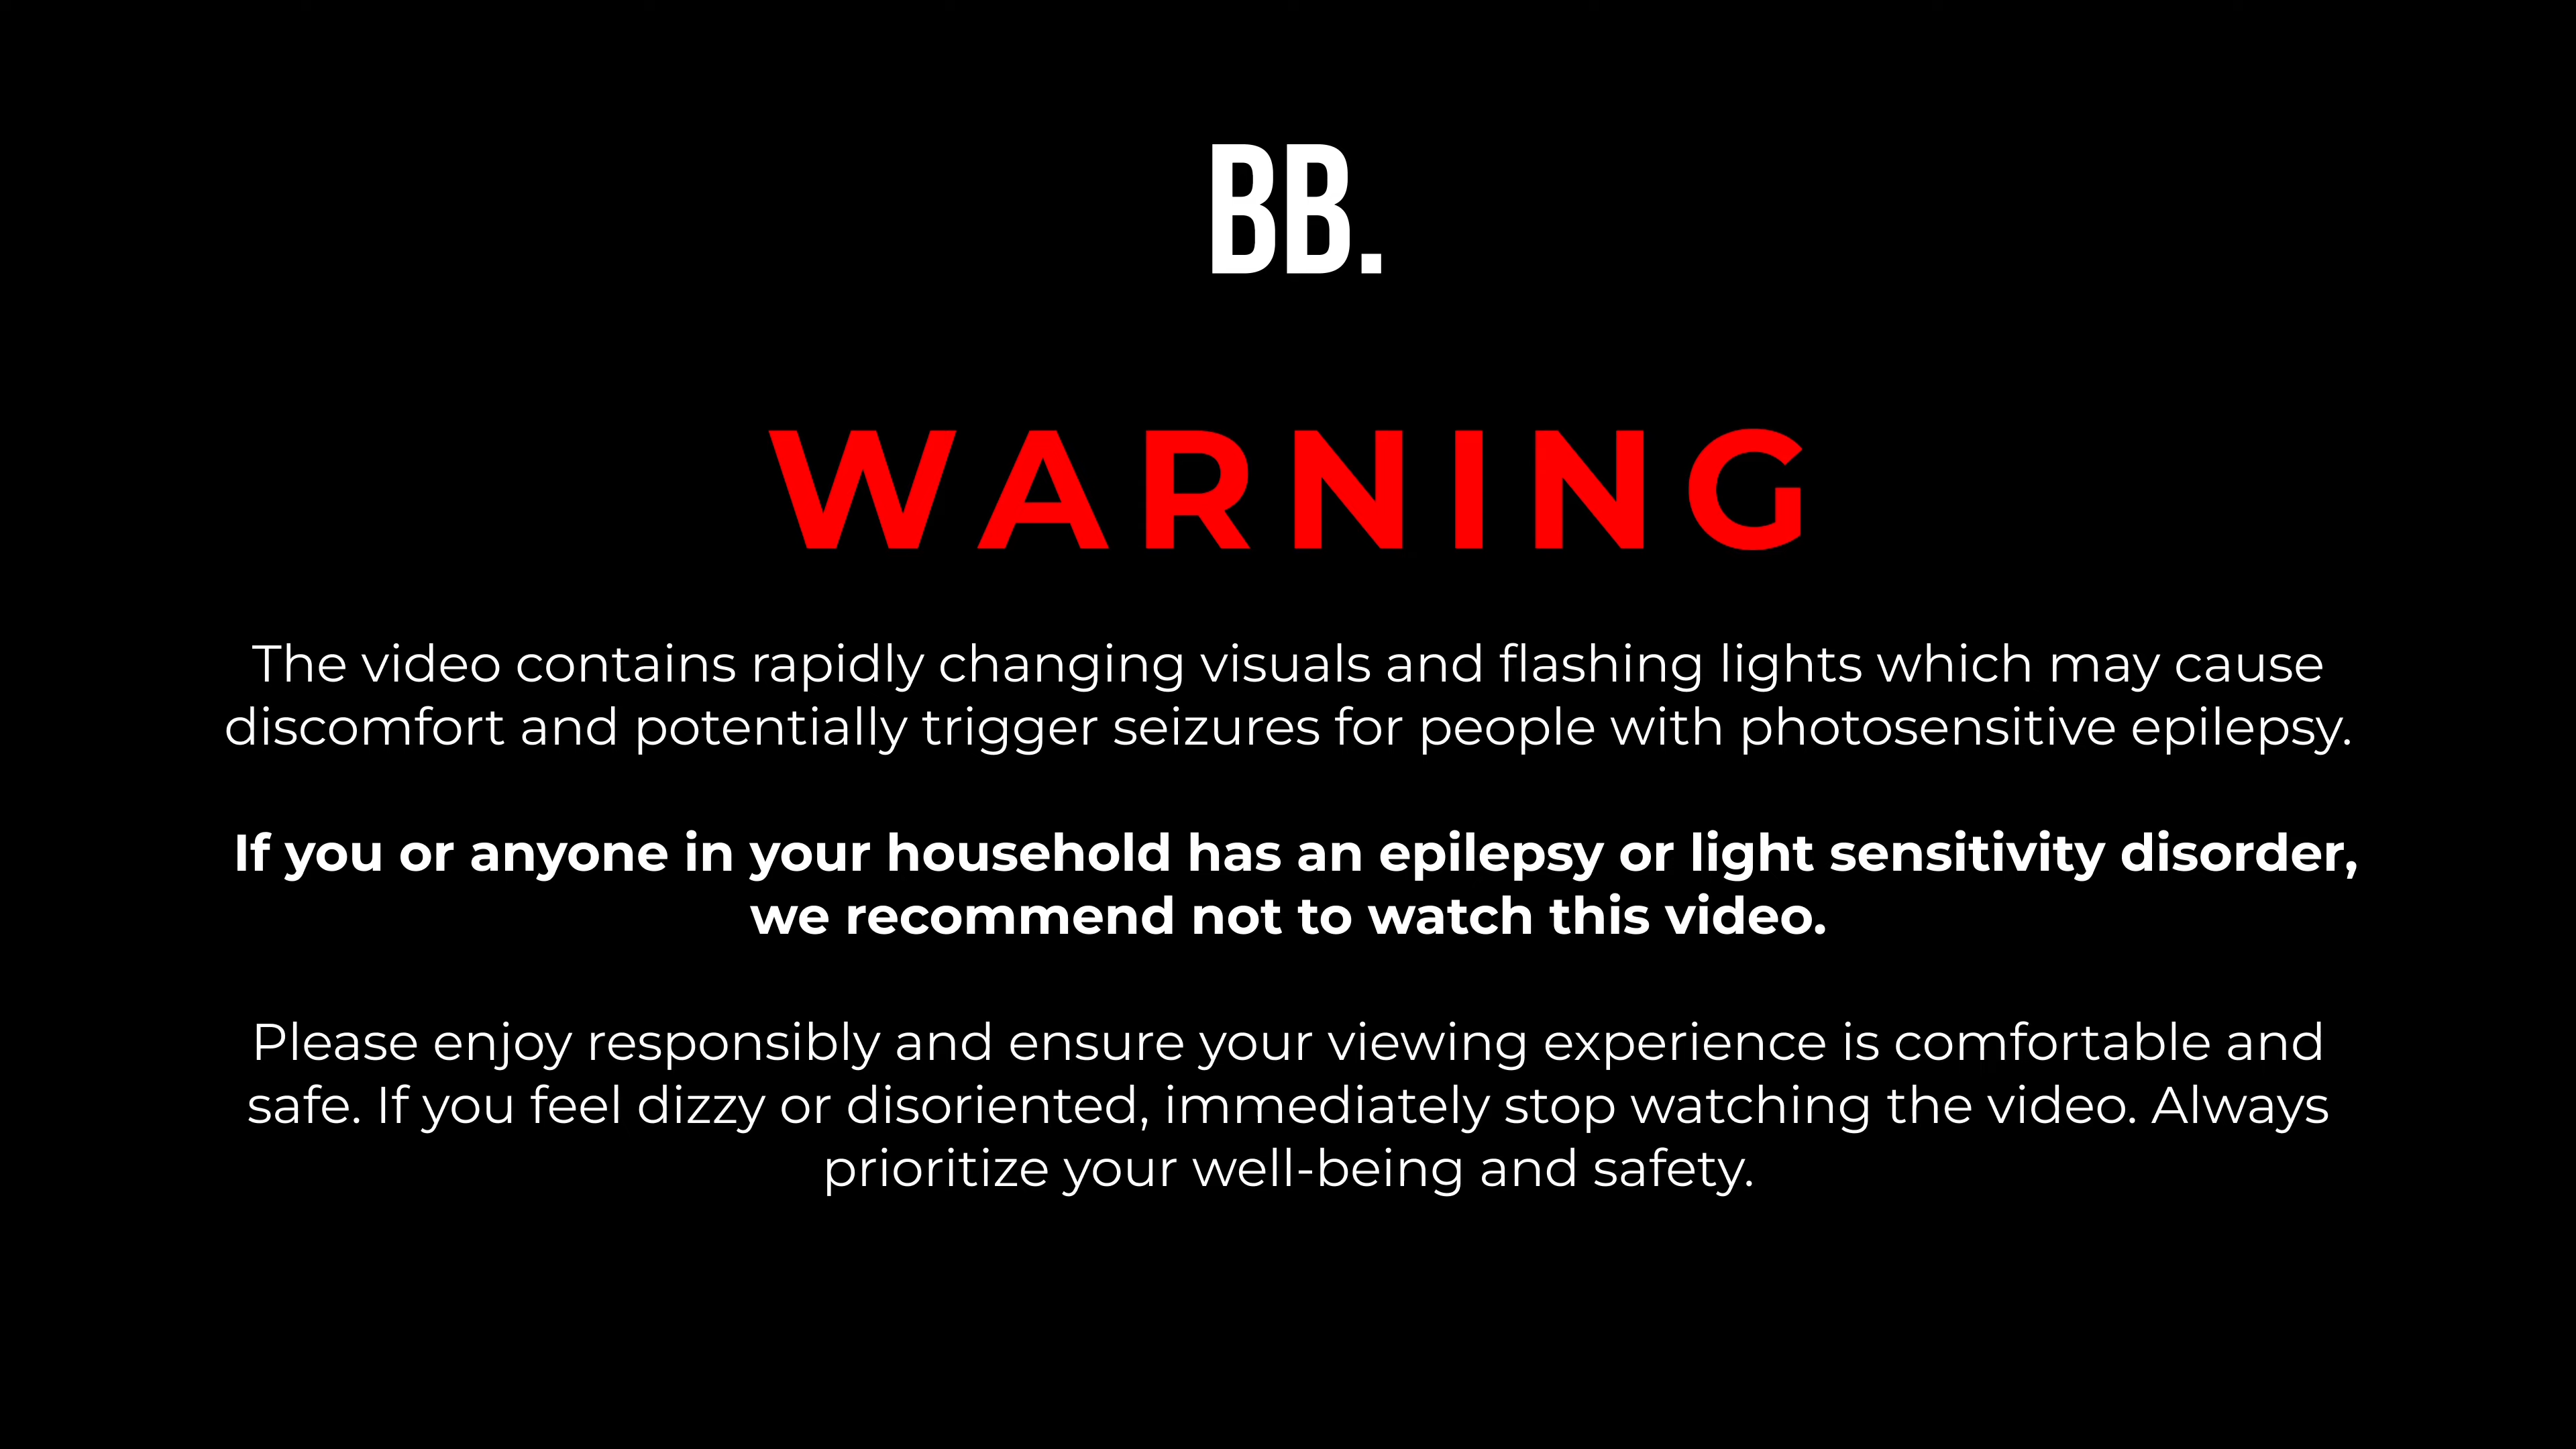 BB.
WARNING
The video contains rapidly changing visuals and flashing lights which may cause
discomfort and potentially trigger seizures for people with photosensitive epilepsy.
If you or anyone in your household has an epilepsy or light sensitivity disorder,
we recommend not to watch this video.
Please enjoy responsibly and ensure your viewing experience is comfortable and
safe. If you feel dizzy or disoriented, immediately stop watching the video. Always
prioritize your well-being and safety.